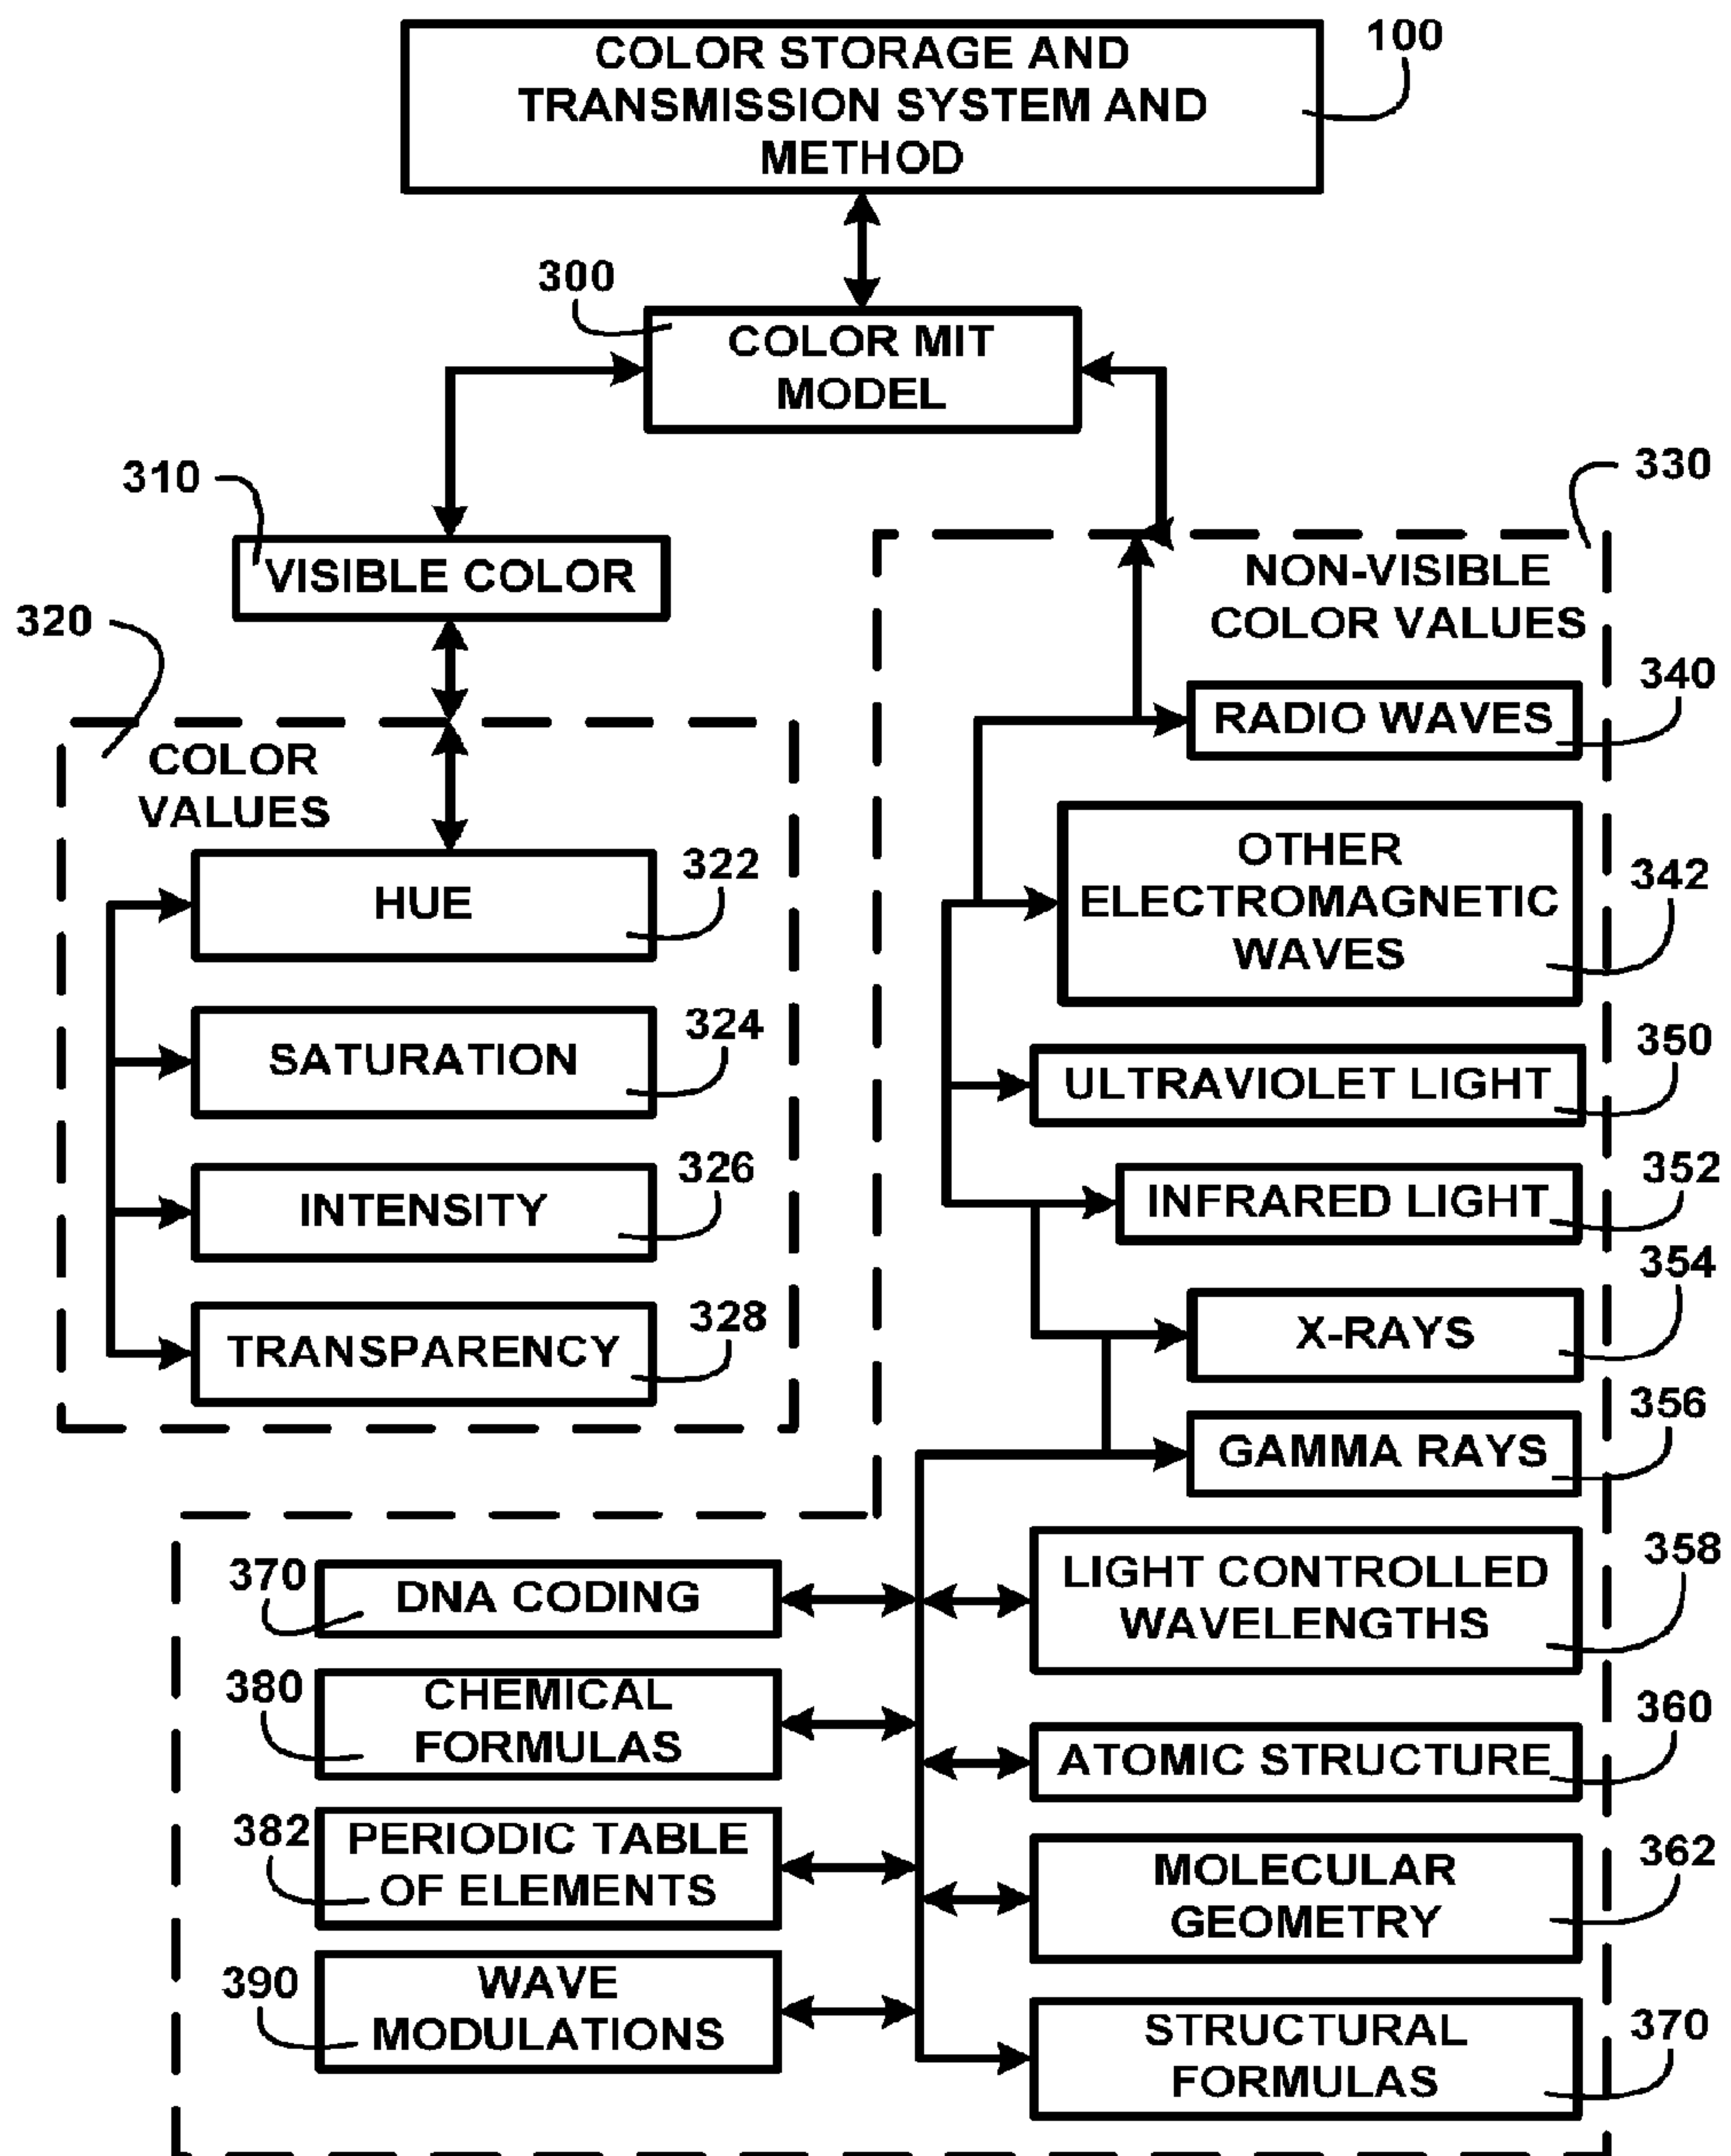 COLOR STORAGE AND
TRANSMISSION SYSTEM AND
METHOD
100
300
COLOR MIT
MODEL
310
VISIBLE COLOR
320
COLOR
VALUES
HUE
322
SATURATION
324
INTENSITY
326
TRANSPARENCY
328
330
NON-VISIBLE
COLOR VALUES
340
RADIO WAVES
OTHER
ELECTROMAGNETIC
WAVES
342
ULTRAVIOLET LIGHT
350
INFRARED LIGHT
352
X-RAYS
354
GAMMA RAYS
356
LIGHT CONTROLLED
WAVELENGTHS
358
ATOMIC STRUCTURE
360
MOLECULAR
GEOMETRY
362
STRUCTURAL
FORMULAS
370
370
DNA CODING
380
CHEMICAL
FORMULAS
382
PERIODIC TABLE
OF ELEMENTS
390
WAVE
MODULATIONS